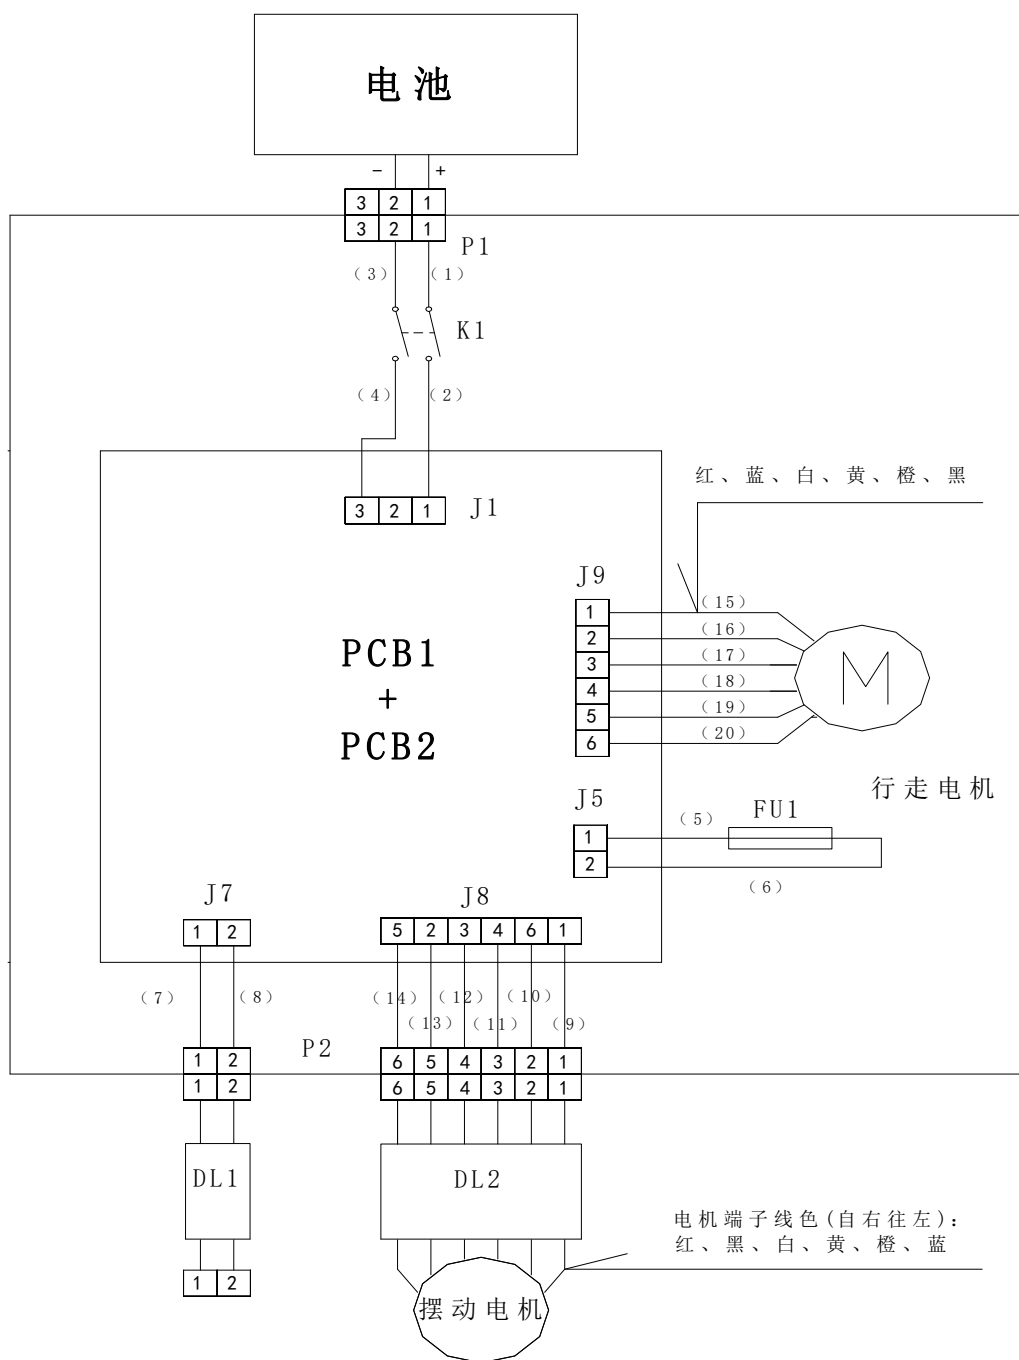 电池
- +
3 2 1
3 2 1
P1
(3) (1)
K1
(4) (2)
红、蓝、白、黄、橙、黑
3 2 1 J1
J9
1 (15)
2 (16)
3 (17)
4 (18)
5 (19)
6 (20)
M
PCB1
+
PCB2
行走电机
J5
1 (5) FU1
2 (6)
J7
1 2
J8
5 2 3 4 6 1
(7) (8)
(14) (12) (10)
(13) (11) (9)
P2
1 2
1 2
6 5 4 3 2 1
6 5 4 3 2 1
DL1
DL2
电机端子线色(自右往左):
红、黑、白、黄、橙、蓝
1 2
摆动电机